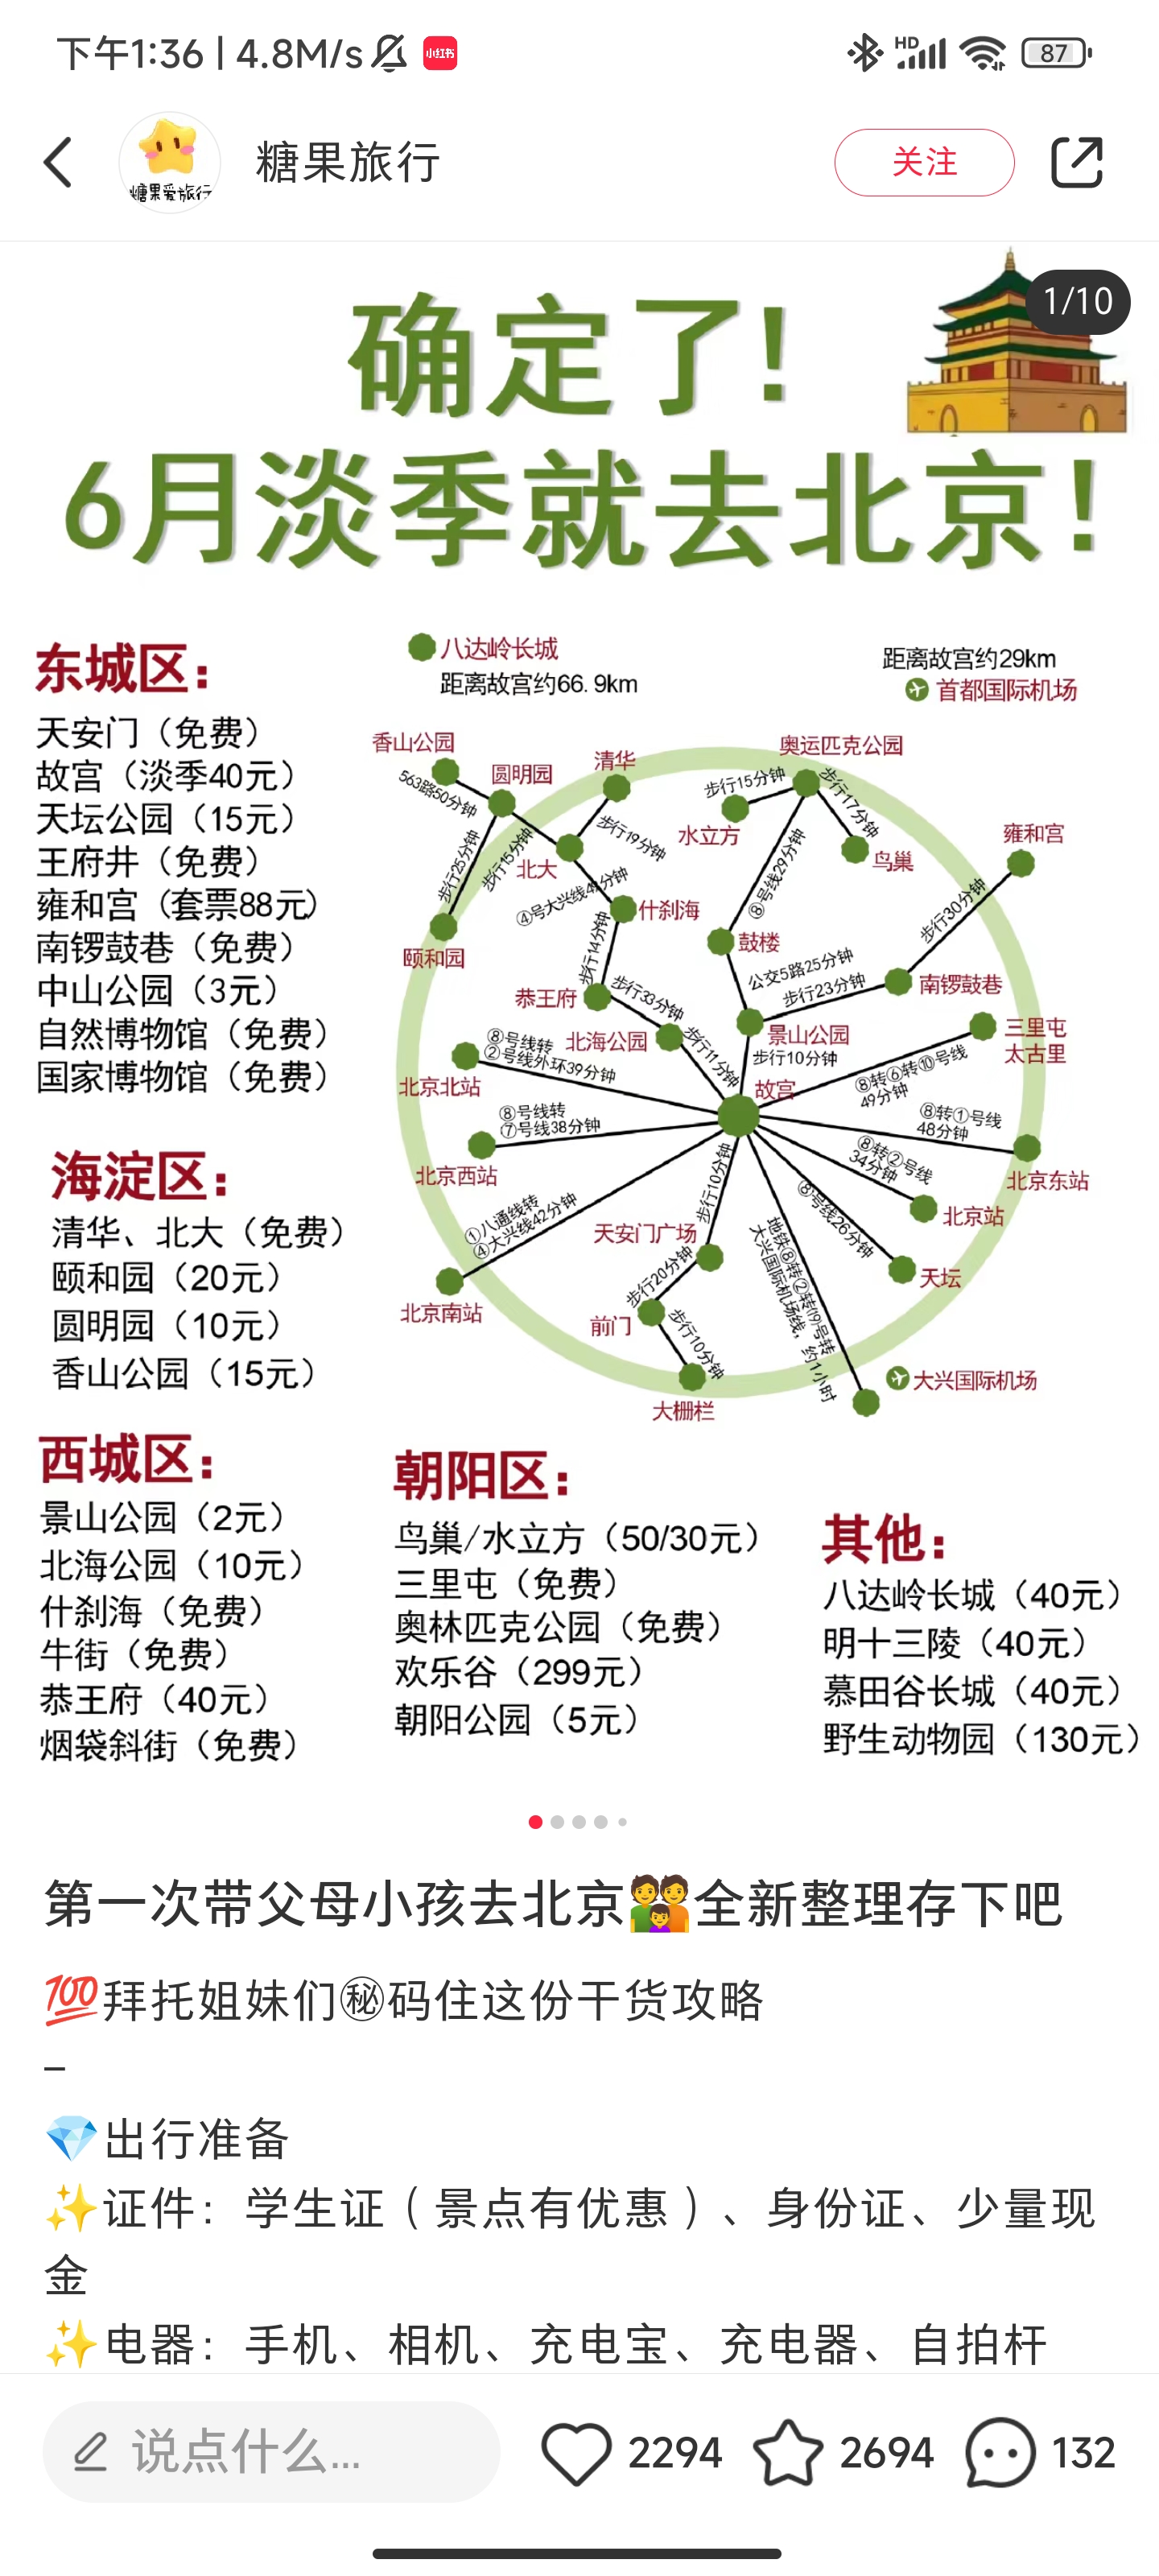 下午1:36 | 4.8M/s 小红书
HD 87
糖果爱旅行
糖果旅行
关注
1/10
确定了!
6月淡季就去北京!
东城区：
天安门（免费）
故宫（淡季40元）
天坛公园（15元）
王府井（免费）
雍和宫（套票88元）
南锣鼓巷（免费）
中山公园（3元）
自然博物馆（免费）
国家博物馆（免费）
海淀区：
清华、北大（免费）
颐和园（20元）
圆明园（10元）
香山公园（15元）
八达岭长城
距离故宫约66.9km
距离故宫约29km
首都国际机场
香山公园
563路50分钟
圆明园
清华
步行25分钟
步行15分钟
步行19分钟
北大
颐和园
④号大兴线41分钟
什刹海
步行14分钟
恭王府
步行33分钟
北海公园
步行11分钟
奥运匹克公园
步行15分钟
步行17分钟
水立方
鸟巢
⑧号线29分钟
鼓楼
雍和宫
步行30分钟
公交5路25分钟
步行23分钟
南锣鼓巷
景山公园
步行10分钟
故宫
三里屯
太古里
⑧转⑥转⑩号线
49分钟
⑧号线转
②号线外环39分钟
北京北站
⑧号线转
⑦号线38分钟
北京西站
①八通线转
④大兴线42分钟
北京南站
⑧转①号线
48分钟
北京东站
⑧转②号线
34分钟
北京站
⑧号线26分钟
天坛
步行10分钟
天安门广场
步行20分钟
前门
步行10分钟
大栅栏
地铁⑧转②转⑲号转
大兴国际机场线，约1小时
大兴国际机场
西城区：
景山公园（2元）
北海公园（10元）
什刹海（免费）
牛街（免费）
恭王府（40元）
烟袋斜街（免费）
朝阳区：
鸟巢/水立方（50/30元）
三里屯（免费）
奥林匹克公园（免费）
欢乐谷（299元）
朝阳公园（5元）
其他：
八达岭长城（40元）
明十三陵（40元）
慕田谷长城（40元）
野生动物园（130元）
第一次带父母小孩去北京👨‍👩‍👦全新整理存下吧
💯拜托姐妹们㊙码住这份干货攻略
–
💎出行准备
✨证件：学生证（景点有优惠）、身份证、少量现
金
✨电器：手机、相机、充电宝、充电器、自拍杆
说点什么...
2294
2694
132